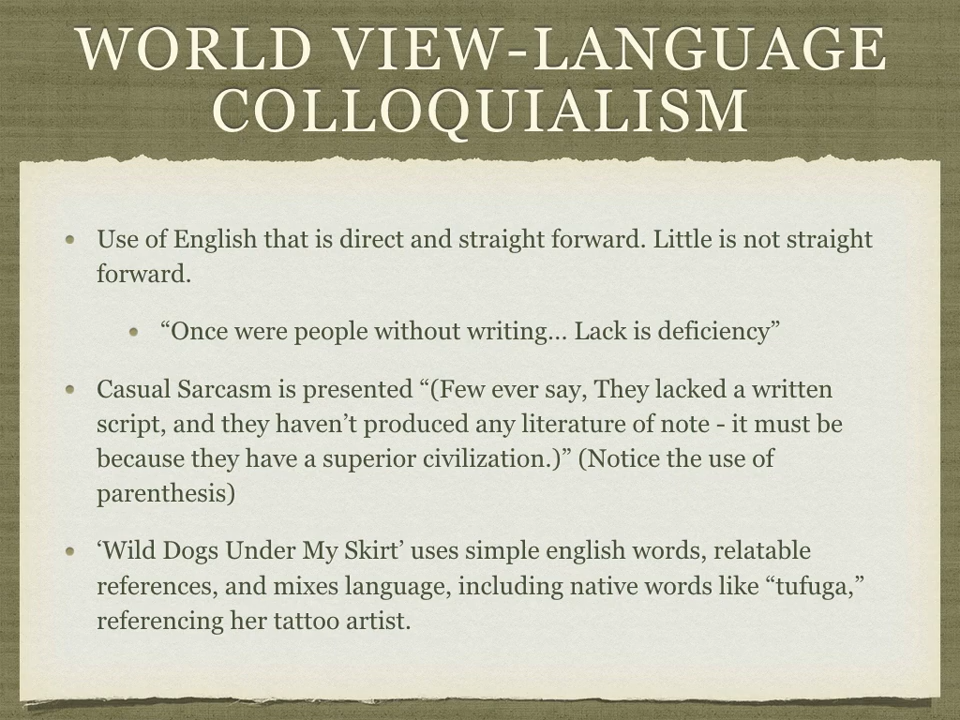 WORLD VIEW-LANGUAGE
COLLOQUIALISM
• Use of English that is direct and straight forward. Little is not straight
forward.
• “Once were people without writing... Lack is deficiency”
• Casual Sarcasm is presented “(Few ever say, They lacked a written
script, and they haven’t produced any literature of note - it must be
because they have a superior civilization.)” (Notice the use of
parenthesis)
• ‘Wild Dogs Under My Skirt’ uses simple english words, relatable
references, and mixes language, including native words like “tufuga,”
referencing her tattoo artist.